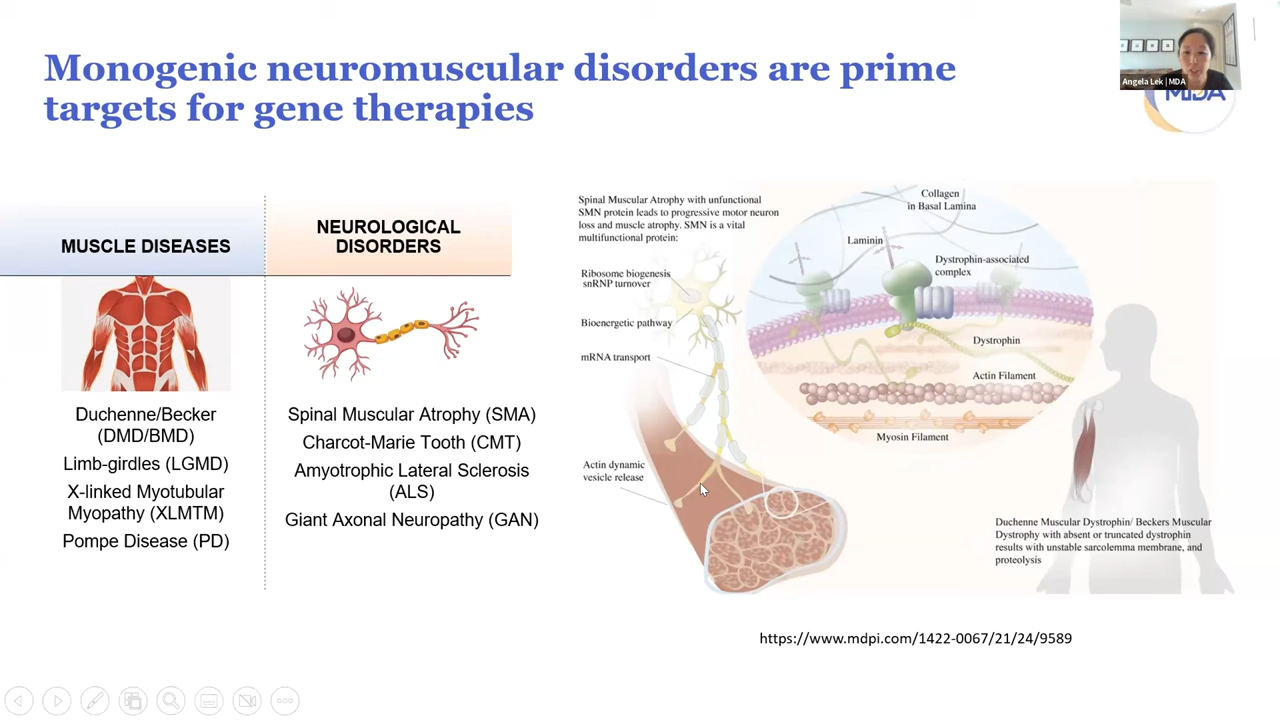 Monogenic neuromuscular disorders are prime
targets for gene therapies
Angela Lek | MDA
MDA
MUSCLE DISEASES
NEUROLOGICAL
DISORDERS
Duchenne/Becker
(DMD/BMD)
Limb-girdles (LGMD)
X-linked Myotubular
Myopathy (XLMTM)
Pompe Disease (PD)
Spinal Muscular Atrophy (SMA)
Charcot-Marie Tooth (CMT)
Amyotrophic Lateral Sclerosis
(ALS)
Giant Axonal Neuropathy (GAN)
Spinal Muscular Atrophy with unfunctional
SMN protein leads to progressive motor neuron
loss and muscle atrophy. SMN is a vital
multifunctional protein:
Ribosome biogenesis
snRNP turnover
Bioenergetic pathway
mRNA transport
Actin dynamic
vesicle release
Collagen
in Basal Lamina
Laminin
Dystrophin-associated
complex
Dystrophin
Actin Filament
Myosin Filament
Duchenne Muscular Dystrophin/ Beckers Muscular
Dystrophy with absent or truncated dystrophin
results with unstable sarcolemma membrane, and
proteolysis
https://www.mdpi.com/1422-0067/21/24/9589